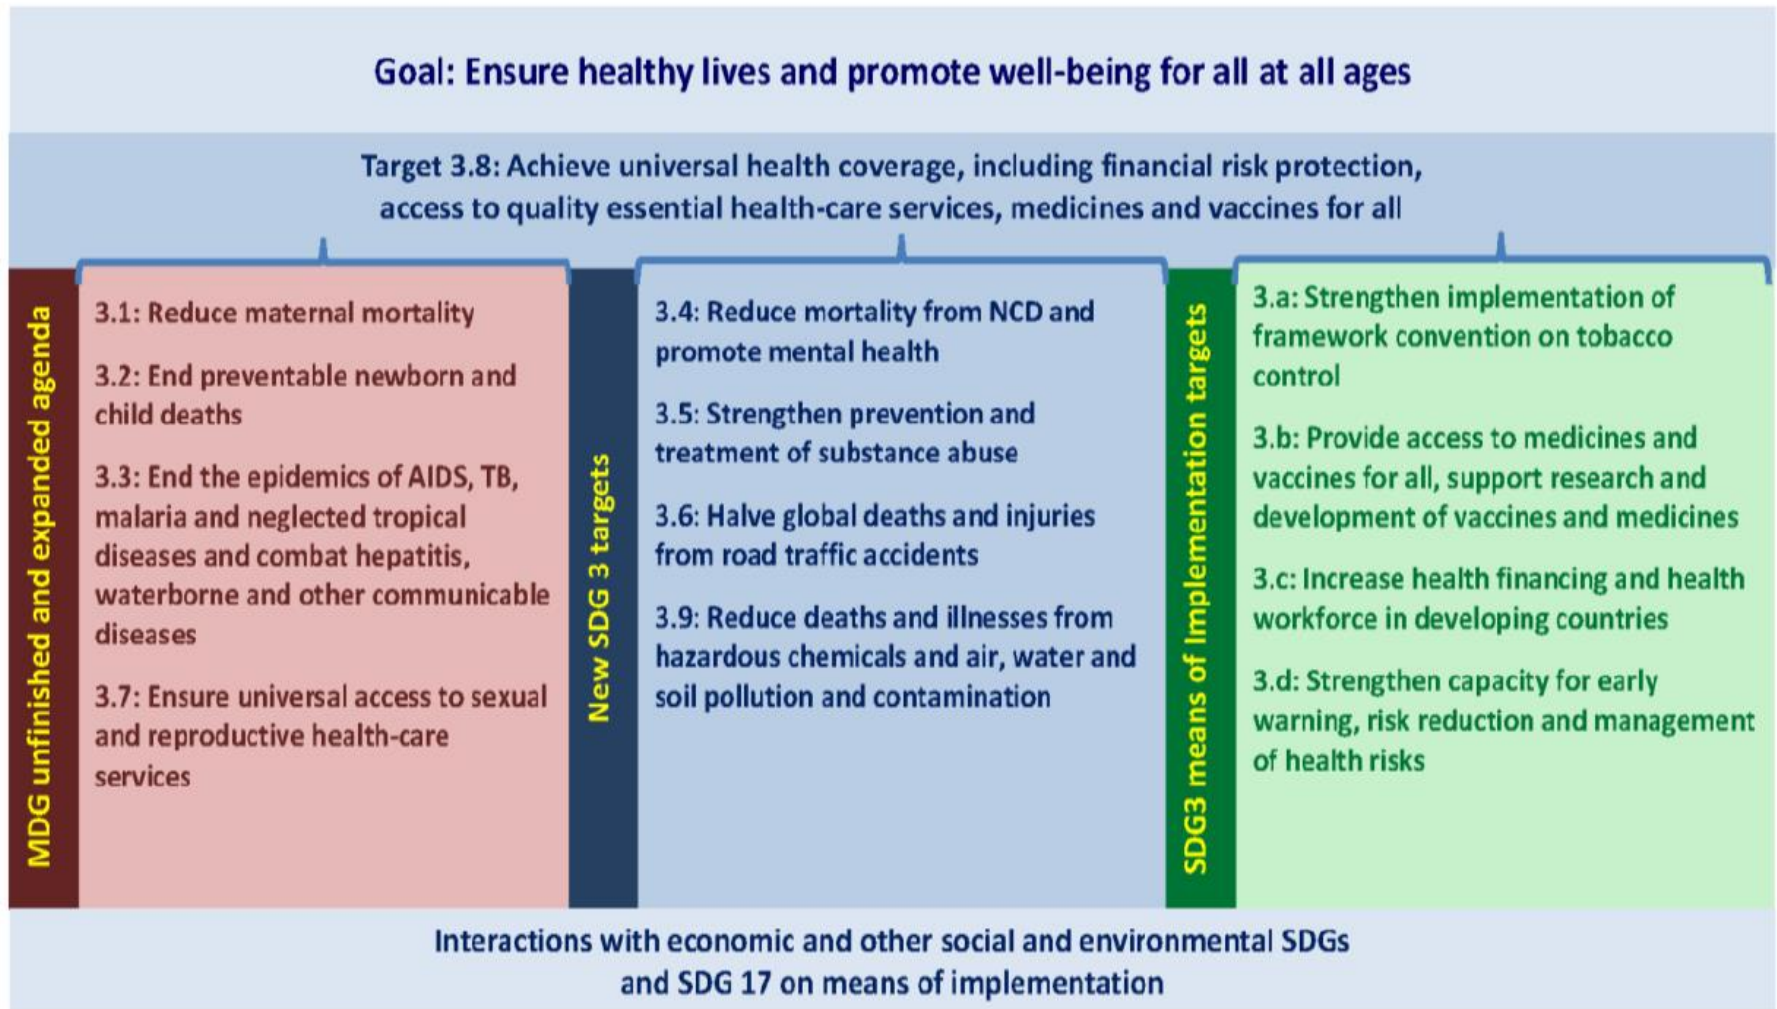 Goal: Ensure healthy lives and promote well-being for all at all ages
Target 3.8: Achieve universal health coverage, including financial risk protection,
access to quality essential health-care services, medicines and vaccines for all
MDG unfinished and expanded agenda
3.1: Reduce maternal mortality
3.2: End preventable newborn and
child deaths
3.3: End the epidemics of AIDS, TB,
malaria and neglected tropical
diseases and combat hepatitis,
waterborne and other communicable
diseases
3.7: Ensure universal access to sexual
and reproductive health-care
services
New SDG 3 targets
3.4: Reduce mortality from NCD and
promote mental health
3.5: Strengthen prevention and
treatment of substance abuse
3.6: Halve global deaths and injuries
from road traffic accidents
3.9: Reduce deaths and illnesses from
hazardous chemicals and air, water and
soil pollution and contamination
SDG3 means of Implementation targets
3.a: Strengthen implementation of
framework convention on tobacco
control
3.b: Provide access to medicines and
vaccines for all, support research and
development of vaccines and medicines
3.c: Increase health financing and health
workforce in developing countries
3.d: Strengthen capacity for early
warning, risk reduction and management
of health risks
Interactions with economic and other social and environmental SDGs
and SDG 17 on means of implementation